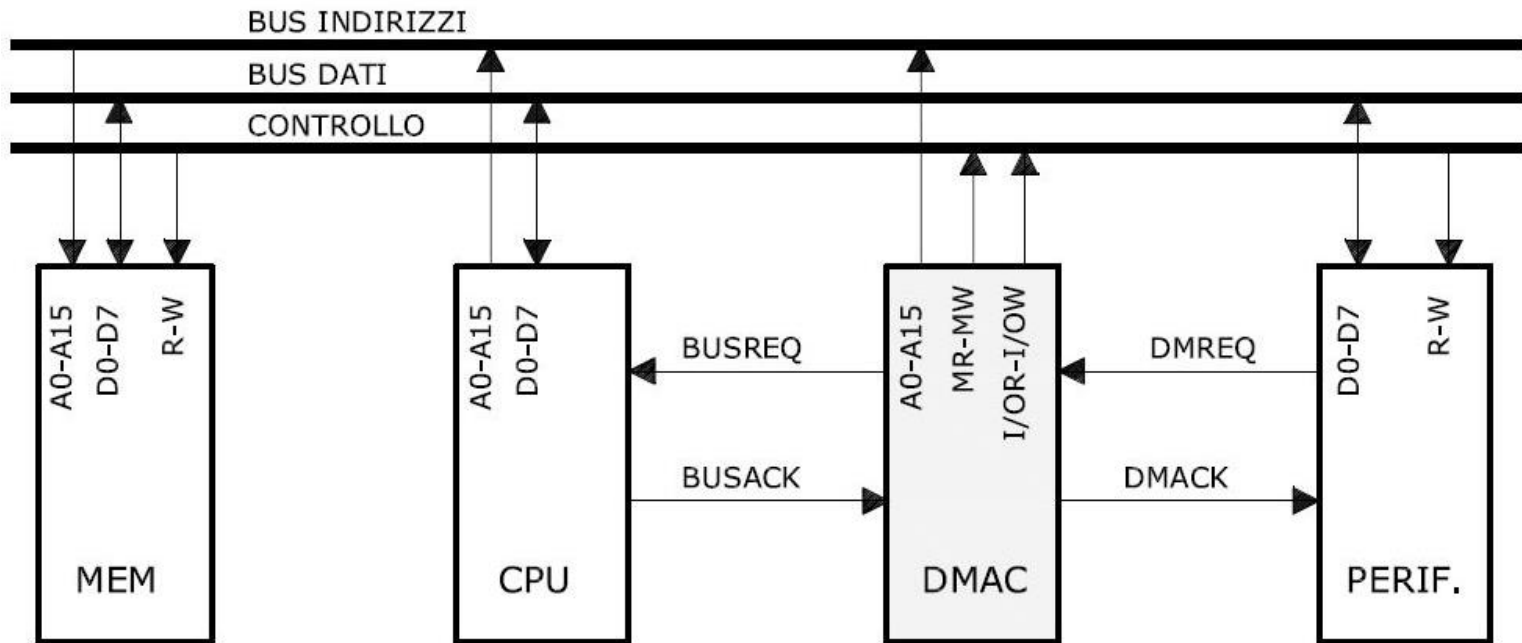 BUS INDIRIZZI
BUS DATI
CONTROLLO
A0-A15
D0-D7
R-W
MEM
A0-A15
D0-D7
CPU
BUSREQ
BUSACK
A0-A15
MR-MW
I/OR-I/OW
DMAC
DMREQ
DMACK
D0-D7
R-W
PERIF.